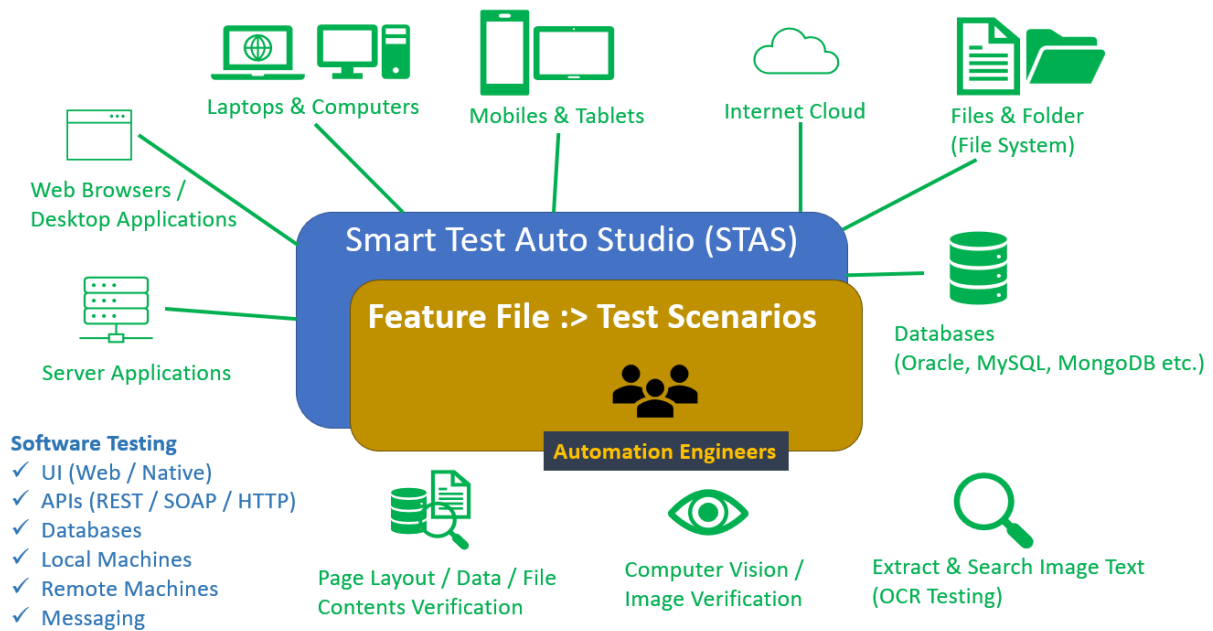 Laptops & Computers
Mobiles & Tablets
Internet Cloud
Files & Folder
(File System)
Web Browsers /
Desktop Applications
Smart Test Auto Studio (STAS)
Feature File :> Test Scenarios
Server Applications
Databases
(Oracle, MySQL, MongoDB etc.)
Automation Engineers
Software Testing
✓ UI (Web / Native)
✓ APIs (REST / SOAP / HTTP)
✓ Databases
✓ Local Machines
✓ Remote Machines
✓ Messaging
Page Layout / Data / File
Contents Verification
Computer Vision /
Image Verification
Extract & Search Image Text
(OCR Testing)